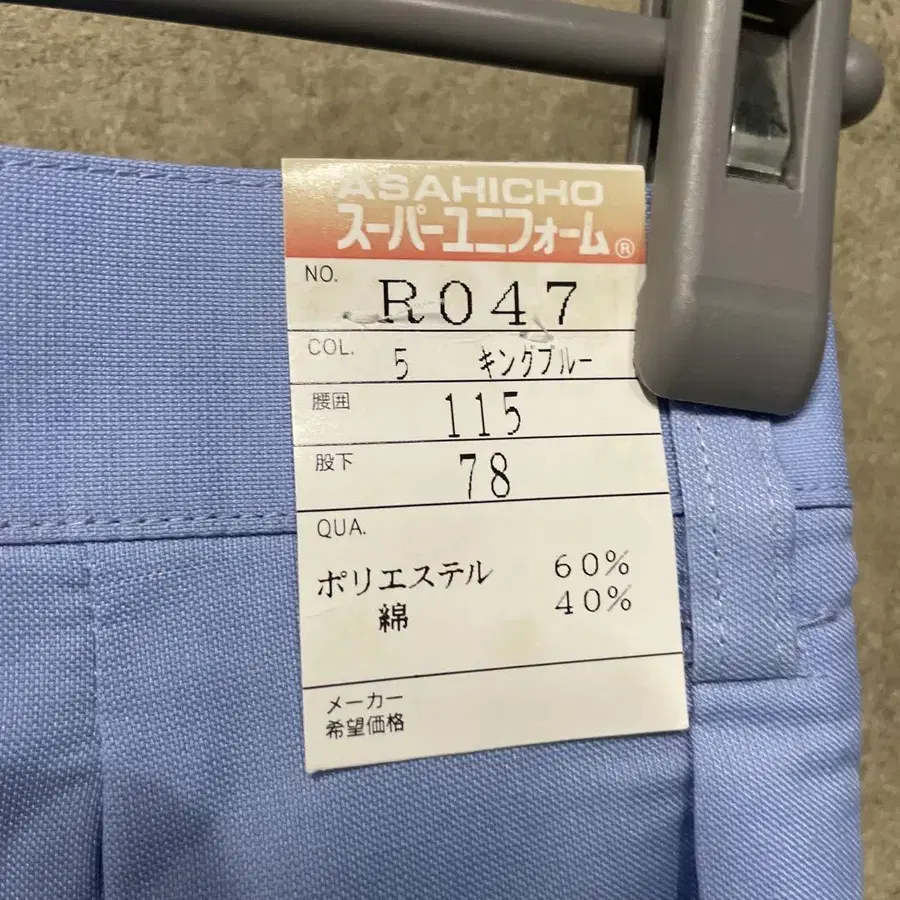 ASAHICHO
スーパーユニフォーム®
NO. R047
COL. 5 キングブルー
腰囲 115
股下 78
QUA.
ポリエステル 60%
綿 40%
メーカー
希望価格